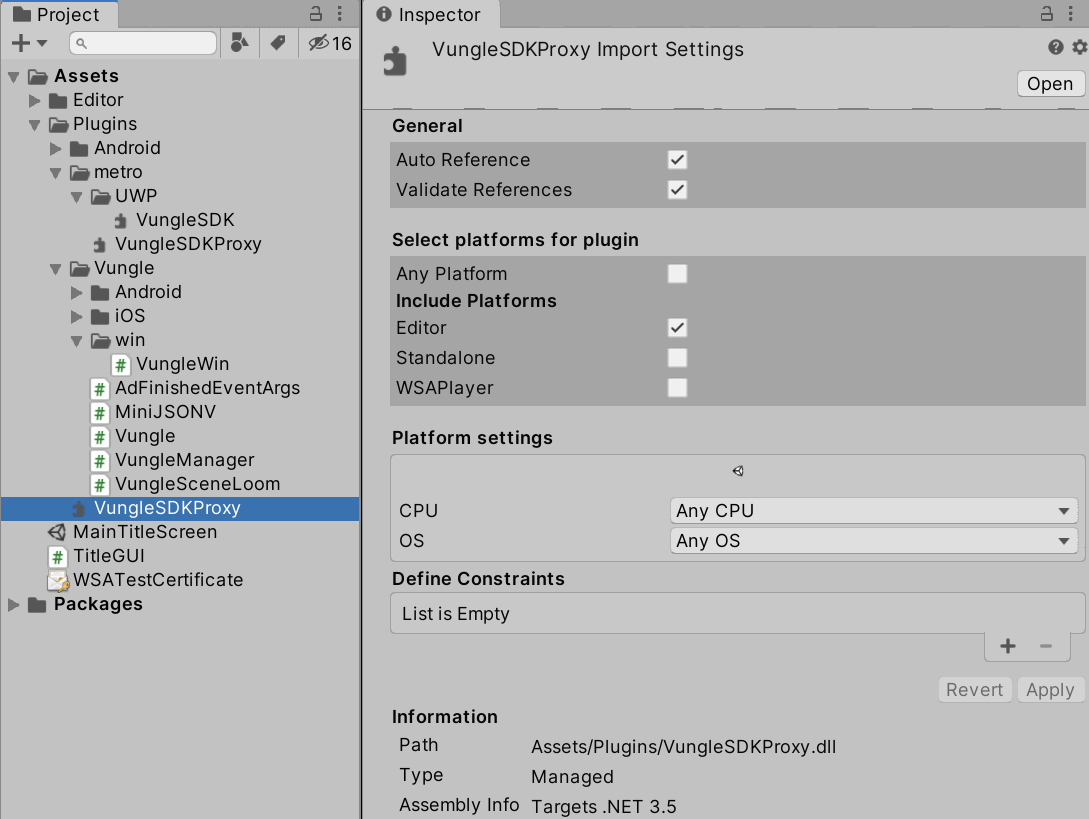 Project
16
Assets
Editor
Plugins
Android
metro
UWP
VungleSDK
VungleSDKProxy
Vungle
Android
iOS
win
# VungleWin
# AdFinishedEventArgs
# MiniJSONV
# Vungle
# VungleManager
# VungleSceneLoom
VungleSDKProxy
MainTitleScreen
# TitleGUI
WSATestCertificate
Packages
Inspector
VungleSDKProxy Import Settings
Open
General
Auto Reference
Validate References
Select platforms for plugin
Any Platform
Include Platforms
Editor
Standalone
WSAPlayer
Platform settings
CPU Any CPU
OS Any OS
Define Constraints
List is Empty
+ −
Revert Apply
Information
Path Assets/Plugins/VungleSDKProxy.dll
Type Managed
Assembly Info Targets .NET 3.5